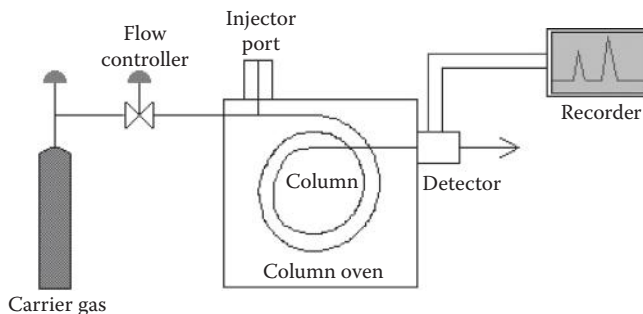 Injector
port
Flow
controller
Recorder
Column
Detector
Column oven
Carrier gas